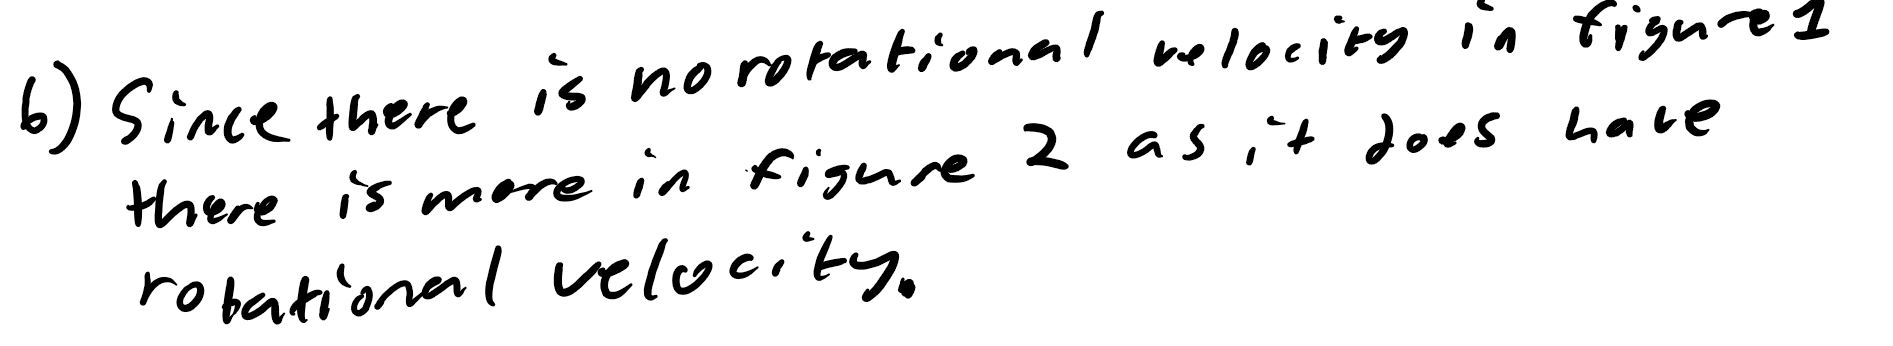 b) Since there is no rotational velocity in figure 1
there is more in figure 2 as it does have
rotational velocity.